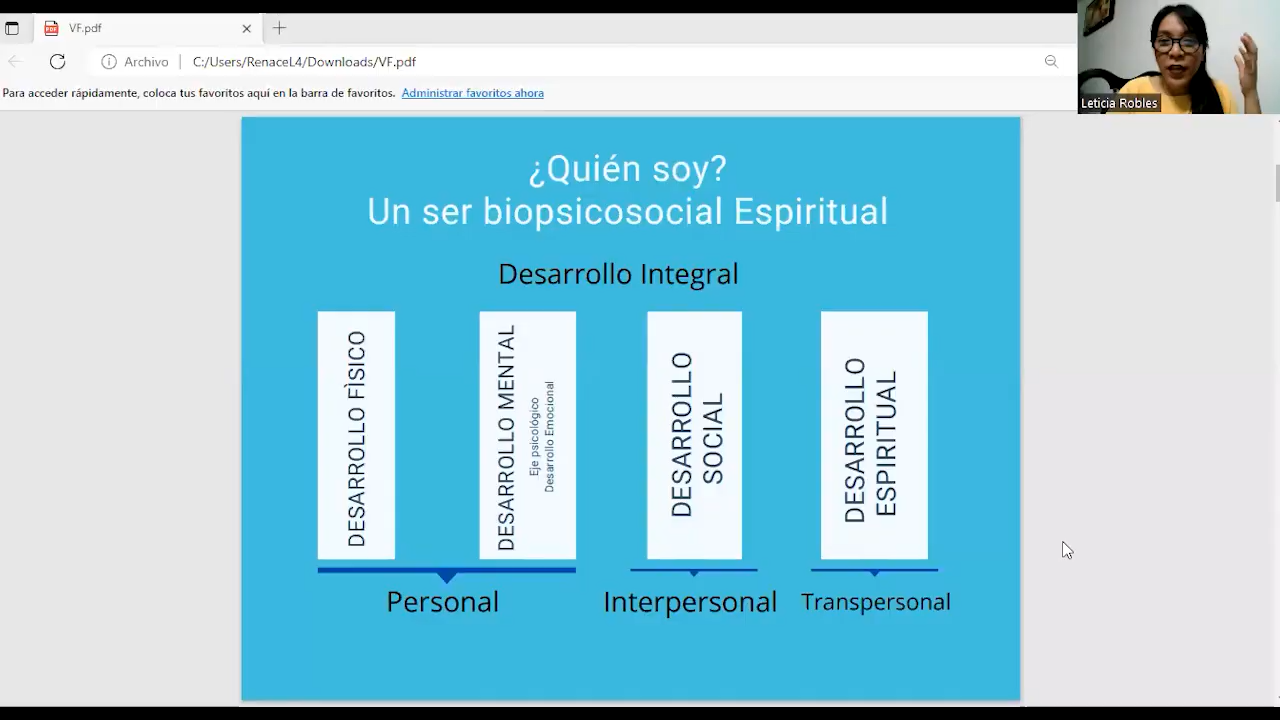 VF.pdf
Archivo
C:/Users/RenaceL4/Downloads/VF.pdf
Para acceder rápidamente, coloca tus favoritos aquí en la barra de favoritos. Administrar favoritos ahora
Leticia Robles
¿Quién soy?
Un ser biopsicosocial Espiritual
Desarrollo Integral
DESARROLLO FÌSICO
DESARROLLO MENTAL
Eje psicológico
Desarrollo Emocional
DESARROLLO
SOCIAL
DESARROLLO
ESPIRITUAL
Personal
Interpersonal
Transpersonal